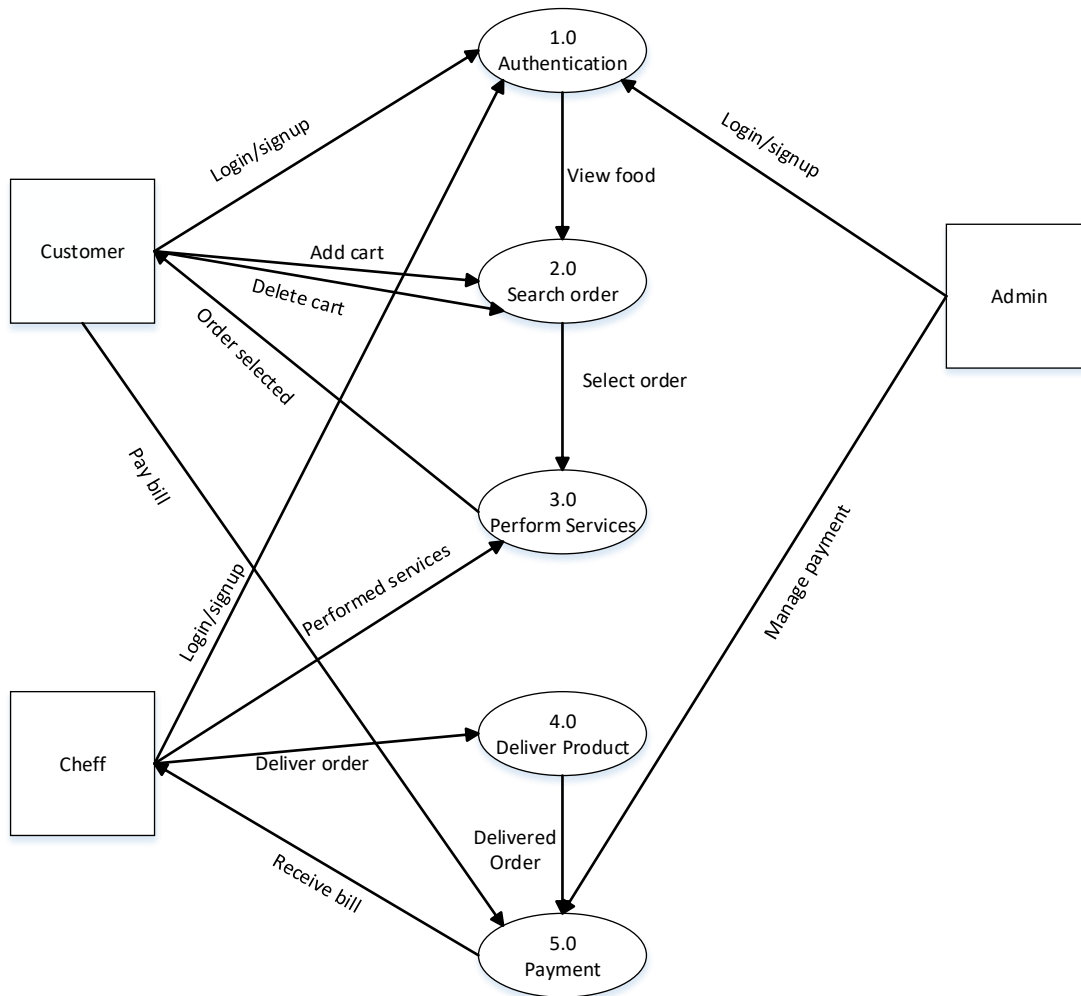 1.0
Authentication
Login/signup
Login/signup
View food
Customer
Add cart
2.0
Search order
Delete cart
Admin
Order selected
Select order
Pay bill
3.0
Perform Services
Login/signup
Performed services
Manage payment
4.0
Deliver Product
Cheff
Deliver order
Delivered
Order
Receive bill
5.0
Payment